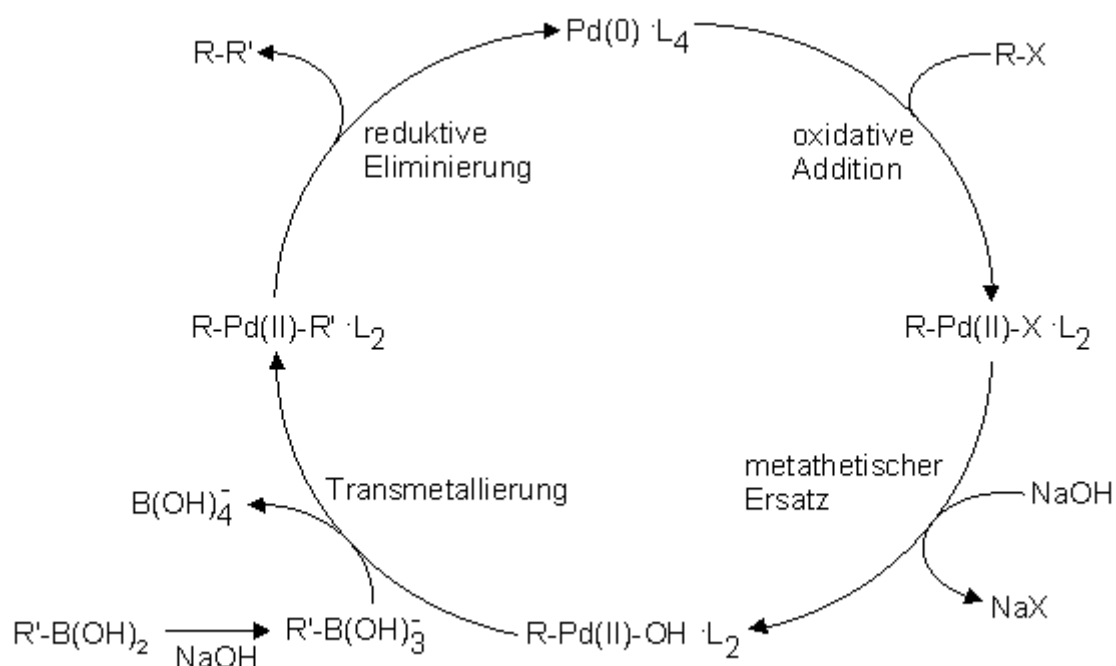 Pd(0) ·L₄
R-R'
R-X
reduktive
Eliminierung
oxidative
Addition
R-Pd(II)-R' ·L₂
R-Pd(II)-X ·L₂
metathetischer
Ersatz
Transmetallierung
B(OH)₄⁻
NaOH
NaX
R'-B(OH)₂
NaOH
R'-B(OH)₃⁻
R-Pd(II)-OH ·L₂